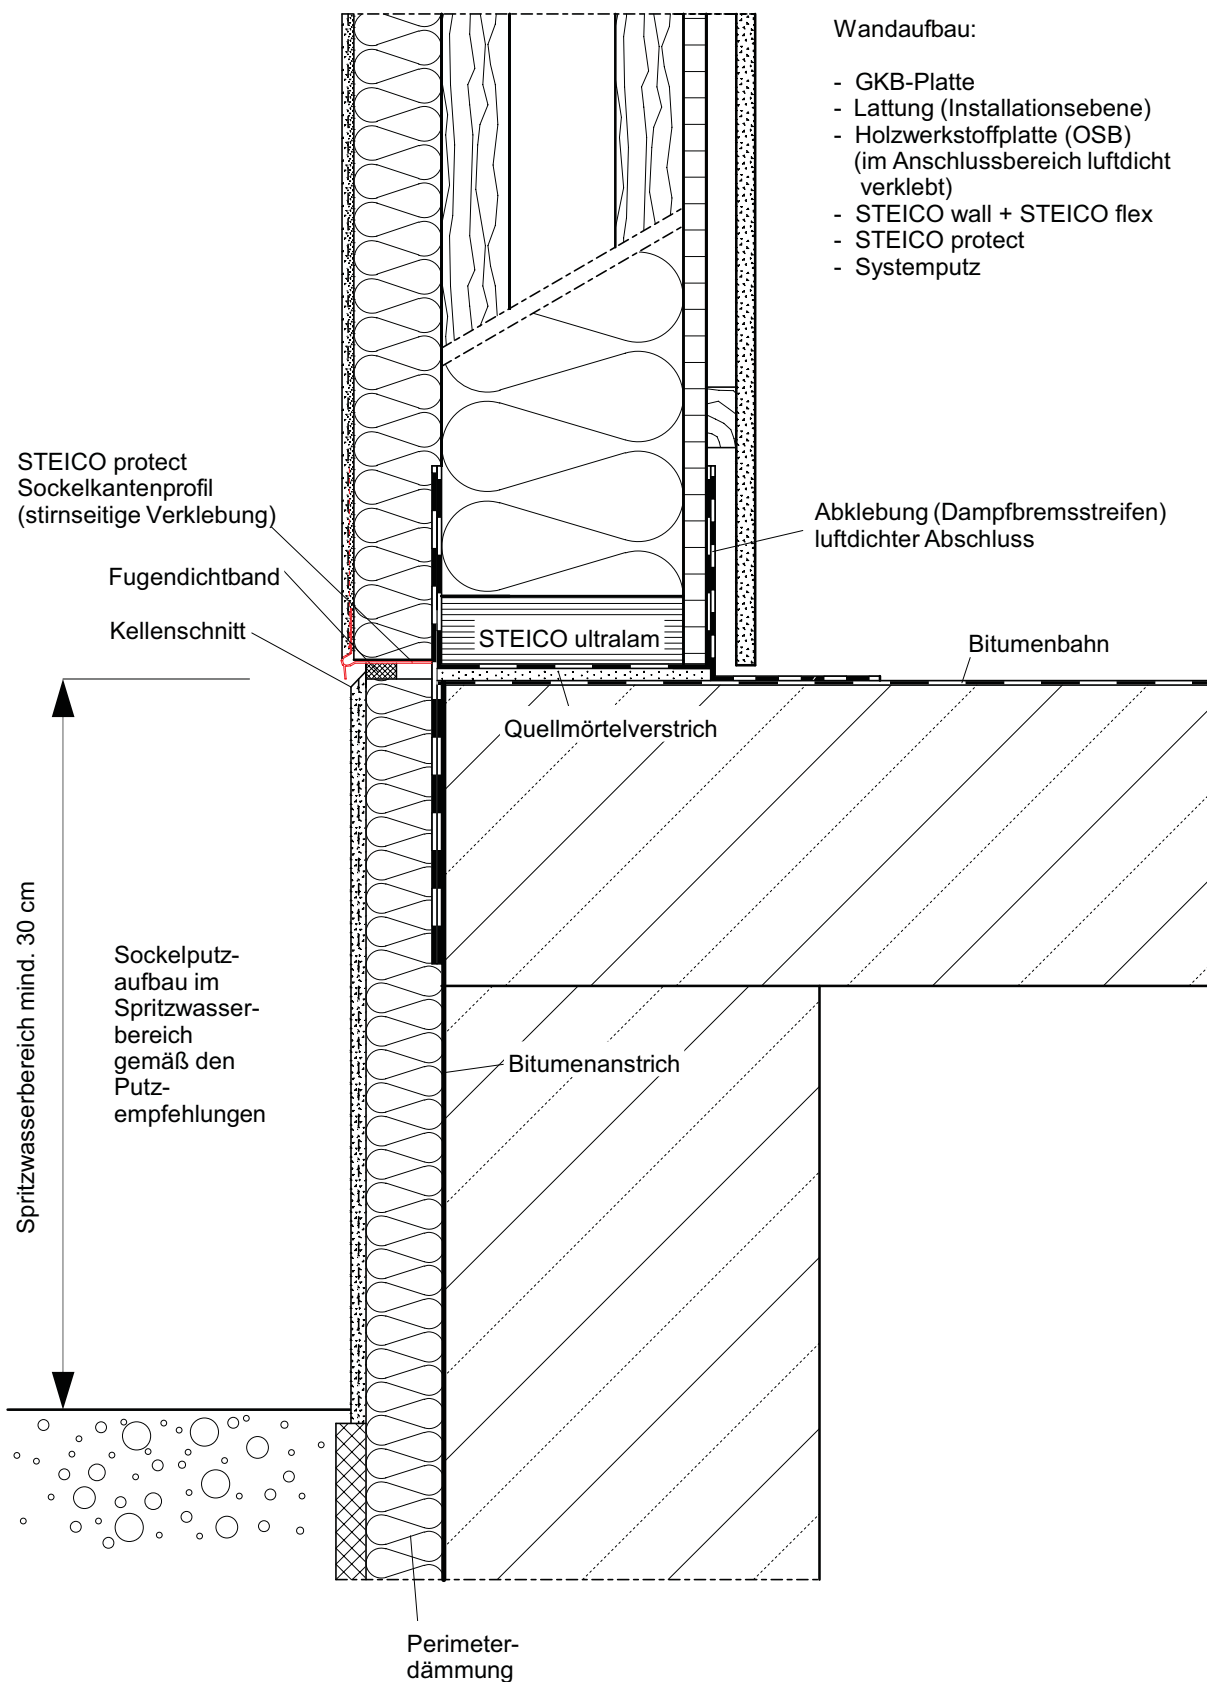 Wandaufbau:
- GKB-Platte
- Lattung (Installationsebene)
- Holzwerkstoffplatte (OSB)
(im Anschlussbereich luftdicht
verklebt)
- STEICO wall + STEICO flex
- STEICO protect
- Systemputz
STEICO protect
Sockelkantenprofil
(stirnseitige Verklebung)
Fugendichtband
Kellenschnitt
Abklebung (Dampfbremsstreifen)
luftdichter Abschluss
STEICO ultralam
Bitumenbahn
Quellmörtelverstrich
Spritzwasserbereich mind. 30 cm
Sockelputz-
aufbau im
Spritzwasser-
bereich
gemäß den
Putz-
empfehlungen
Bitumenanstrich
Perimeter-
dämmung